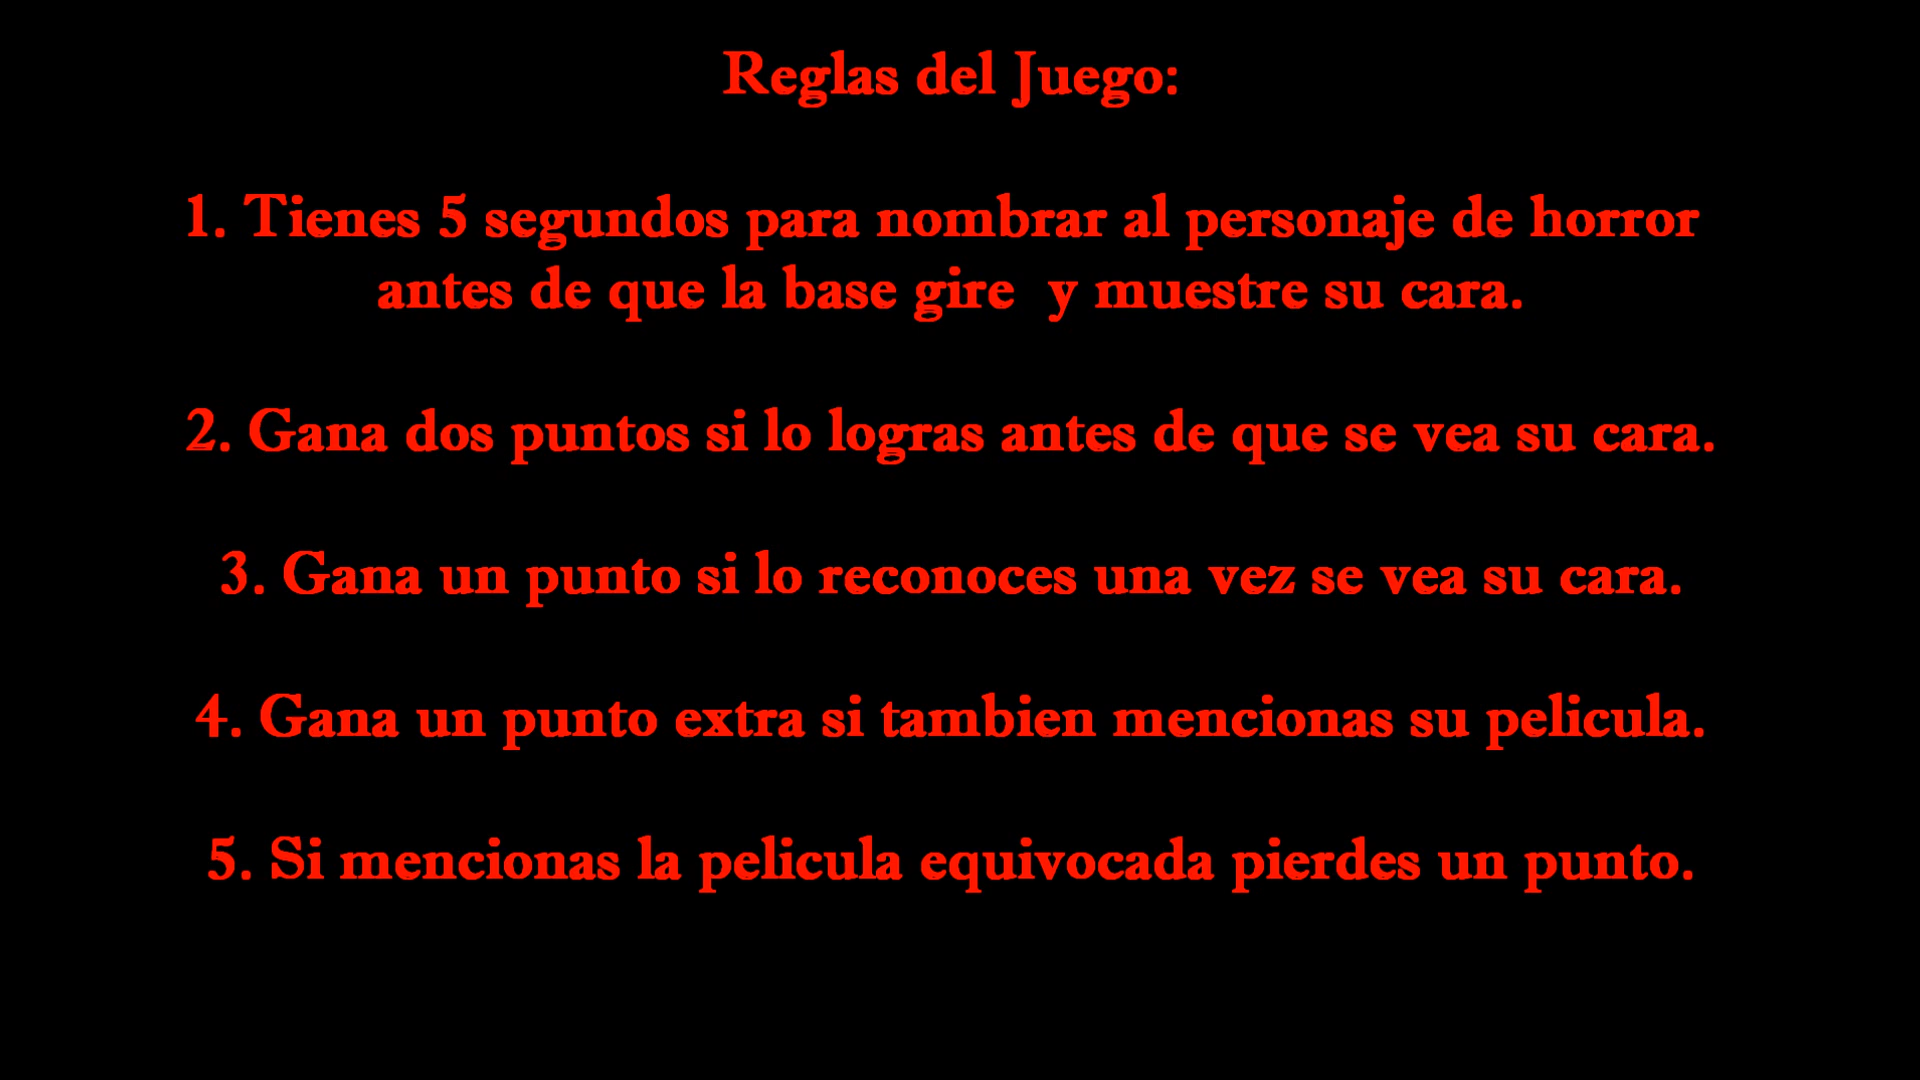 Reglas del Juego:
1. Tienes 5 segundos para nombrar al personaje de horror
antes de que la base gire  y muestre su cara.
2. Gana dos puntos si lo logras antes de que se vea su cara.
3. Gana un punto si lo reconoces una vez se vea su cara.
4. Gana un punto extra si tambien mencionas su pelicula.
5. Si mencionas la pelicula equivocada pierdes un punto.